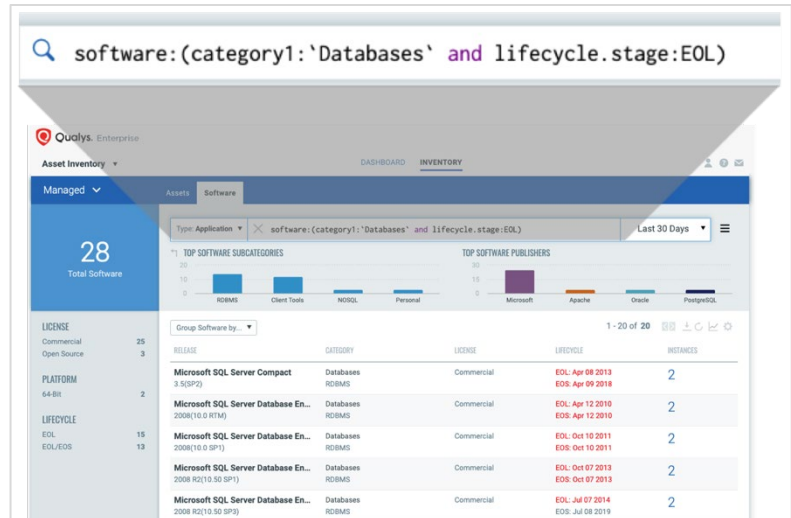 software:(category1:`Databases` and lifecycle.stage:EOL)
Qualys. Enterprise
Asset Inventory
DASHBOARD INVENTORY
Managed
Assets Software
Type: Application software:(category1:'Databases' and lifecycle.stage:EOL) Last 30 Days
28
Total Software
TOP SOFTWARE SUBCATEGORIES
20
10
0
RDBMS Client Tools NOSQL Personal
TOP SOFTWARE PUBLISHERS
30
15
0
Microsoft Apache Oracle PostgreSQL
LICENSE
Commercial 25
Open Source 3
PLATFORM
64-Bit 2
LIFECYCLE
EOL 15
EOL/EOS 13
Group Software by... 1 - 20 of 20
RELEASE CATEGORY LICENSE LIFECYCLE INSTANCES
Microsoft SQL Server Compact Databases Commercial EOL: Apr 08 2013 2
3.5(SP2) RDBMS EOS: Apr 09 2018
Microsoft SQL Server Database En... Databases Commercial EOL: Apr 12 2010 2
2008(10.0 RTM) RDBMS EOS: Apr 12 2010
Microsoft SQL Server Database En... Databases Commercial EOL: Oct 10 2011 2
2008(10.0 SP1) RDBMS EOS: Oct 10 2011
Microsoft SQL Server Database En... Databases Commercial EOL: Oct 07 2013 2
2008 R2(10.50 SP1) RDBMS EOS: Oct 07 2013
Microsoft SQL Server Database En... Databases Commercial EOL: Jul 07 2014 2
2008 R2(10.50 SP3) RDBMS EOS: Jul 08 2019